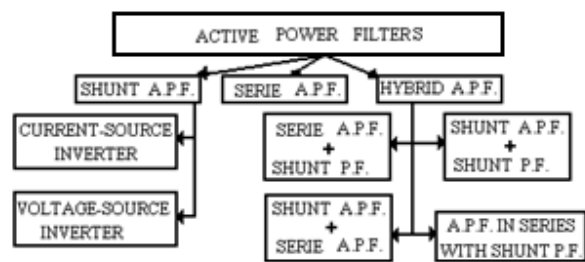 ACTIVE POWER FILTERS
SHUNT A.P.F.
SERIE A.P.F.
HYBRID A.P.F.
CURRENT-SOURCE
INVERTER
VOLTAGE-SOURCE
INVERTER
SERIE A.P.F.
+
SHUNT P.F.
SHUNT A.P.F.
+
SHUNT P.F.
SHUNT A.P.F.
+
SERIE A.P.F.
A.P.F. IN SERIES
WITH SHUNT P.F.